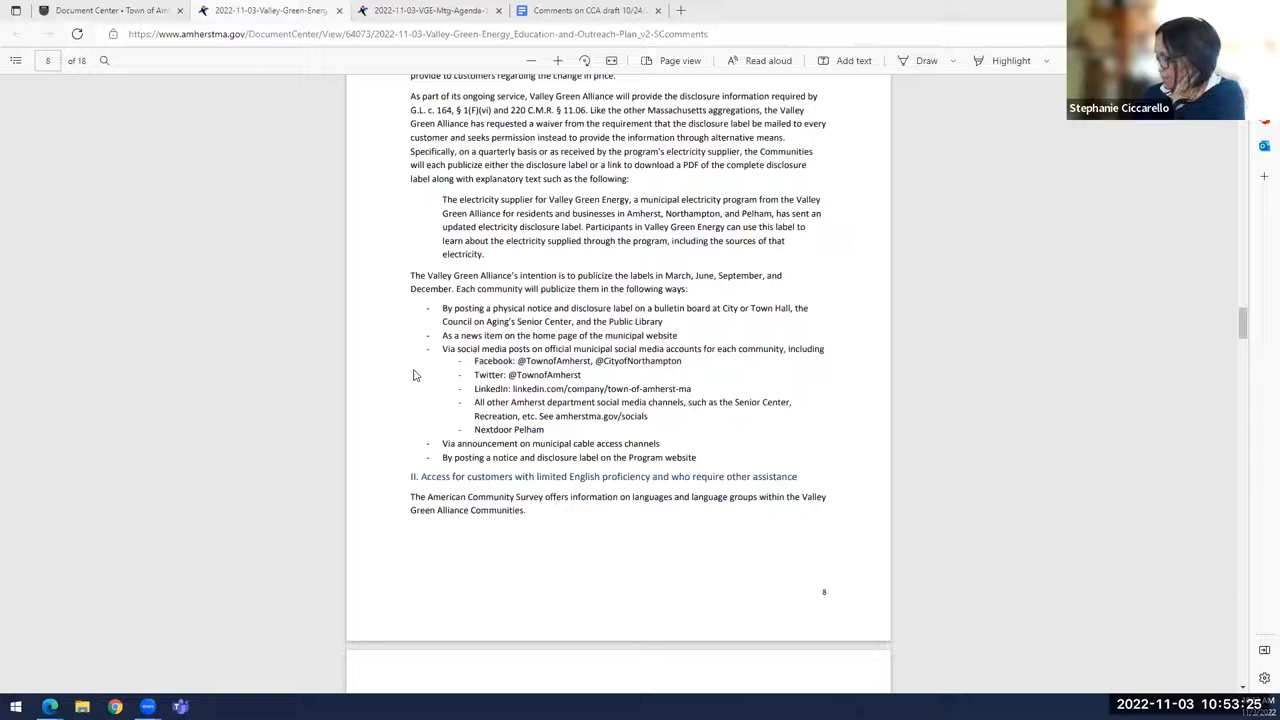 Document Center • Town of Am
2022-11-03-Valley-Green-Energy
2022-11-03-VGE-Mtg-Agenda-
Comments on CCA draft 10/24/
https://www.amherstma.gov/DocumentCenter/View/64073/2022-11-03-Valley-Green-Energy_Education-and-Outreach-Plan_v2-SCcomments
8 of 18
Page view
Read aloud
Add text
Draw
Highlight
Stephanie Ciccarello
provide to customers regarding the change in price.
As part of its ongoing service, Valley Green Alliance will provide the disclosure information required by
G.L. c. 164, § 1(F)(vi) and 220 C.M.R. § 11.06. Like the other Massachusetts aggregations, the Valley
Green Alliance has requested a waiver from the requirement that the disclosure label be mailed to every
customer and seeks permission instead to provide the information through alternative means.
Specifically, on a quarterly basis or as received by the program's electricity supplier, the Communities
will each publicize either the disclosure label or a link to download a PDF of the complete disclosure
label along with explanatory text such as the following:
The electricity supplier for Valley Green Energy, a municipal electricity program from the Valley
Green Alliance for residents and businesses in Amherst, Northampton, and Pelham, has sent an
updated electricity disclosure label. Participants in Valley Green Energy can use this label to
learn about the electricity supplied through the program, including the sources of that
electricity.
The Valley Green Alliance's intention is to publicize the labels in March, June, September, and
December. Each community will publicize them in the following ways:
- By posting a physical notice and disclosure label on a bulletin board at City or Town Hall, the
Council on Aging's Senior Center, and the Public Library
- As a news item on the home page of the municipal website
- Via social media posts on official municipal social media accounts for each community, including
- Facebook: @TownofAmherst, @CityofNorthampton
- Twitter: @TownofAmherst
- LinkedIn: linkedin.com/company/town-of-amherst-ma
- All other Amherst department social media channels, such as the Senior Center,
Recreation, etc. See amherstma.gov/socials
- Nextdoor Pelham
- Via announcement on municipal cable access channels
- By posting a notice and disclosure label on the Program website
II. Access for customers with limited English proficiency and who require other assistance
The American Community Survey offers information on languages and language groups within the Valley
Green Alliance Communities.
8
2022-11-03 10:53:25
11/3/2022